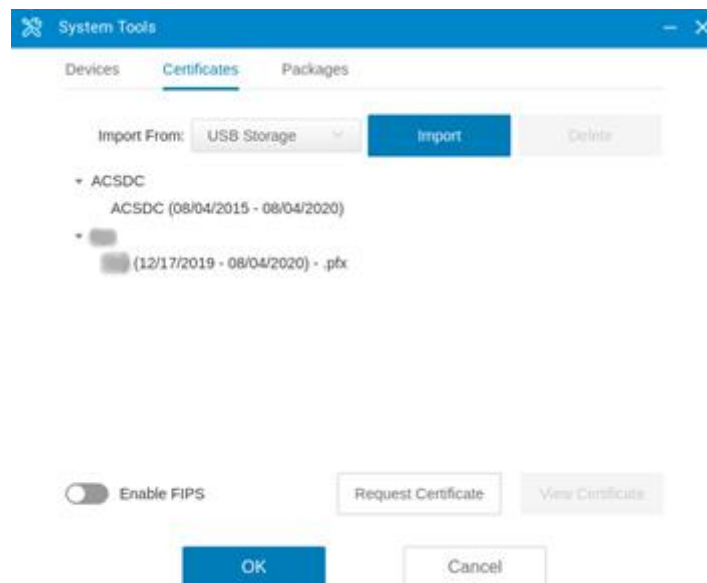 System Tools
Devices Certificates Packages
Import From: USB Storage Import Delete
ACSDC
ACSDC (08/04/2015 - 08/04/2020)
(12/17/2019 - 08/04/2020) - .pfx
Enable FIPS Request Certificate View Certificate
OK Cancel